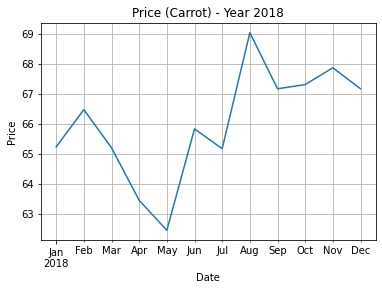 Price (Carrot) - Year 2018
69
68
67
66
65
64
63
Price
Jan Feb Mar Apr May Jun Jul Aug Sep Oct Nov Dec
2018
Date